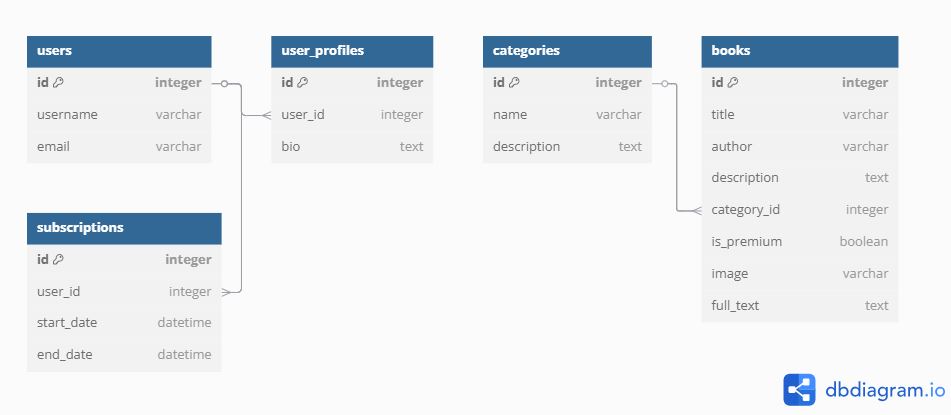 users
id integer
username varchar
email varchar
user_profiles
id integer
user_id integer
bio text
categories
id integer
name varchar
description text
books
id integer
title varchar
author varchar
description text
category_id integer
is_premium boolean
image varchar
full_text text
subscriptions
id integer
user_id integer
start_date datetime
end_date datetime
dbdiagram.io